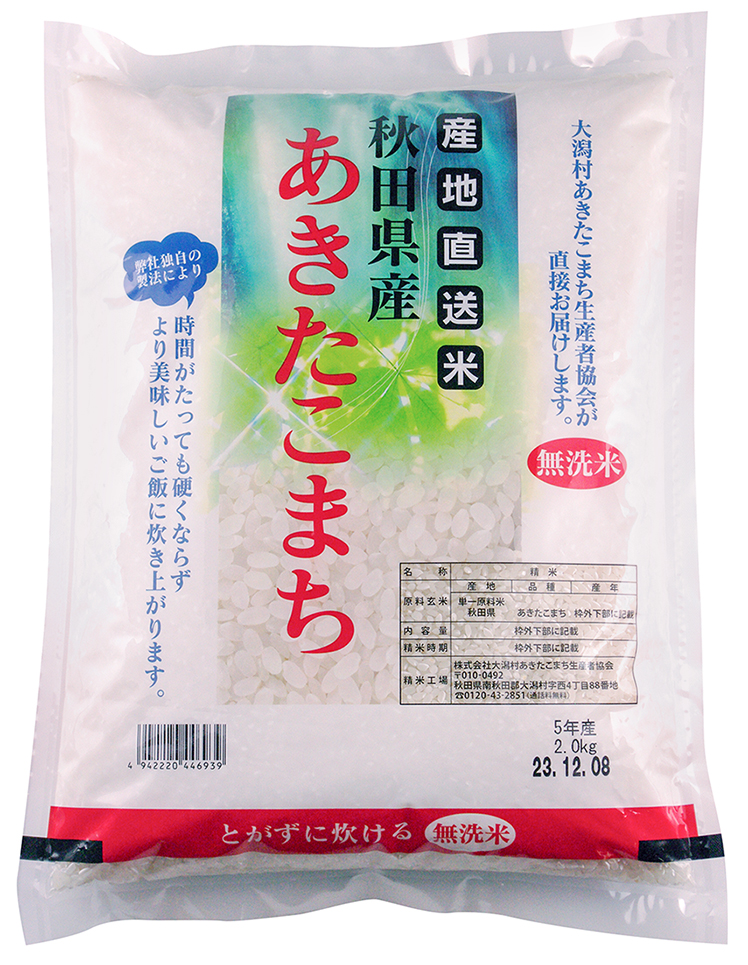 大潟村あきたこまち生産者協会が
直接お届けします。
無洗米
産地直送米
秋田県産
あきたこまち
弊社独自の
製法により
時間がたっても硬くならず
より美味しいご飯に炊き上がります。
名称 精米
原料玄米 産地 品種 産年
単一原料米
秋田県 あきたこまち 枠外下部に記載
内容量 枠外下部に記載
精米時期 枠外下部に記載
精米工場 株式会社大潟村あきたこまち生産者協会
〒010-0492
秋田県南秋田郡大潟村字西4丁目88番地
☎0120-43-2851(通話料無料)
5年産
2.0kg
23.12.08
4 942220 446939
とがずに炊ける 無洗米